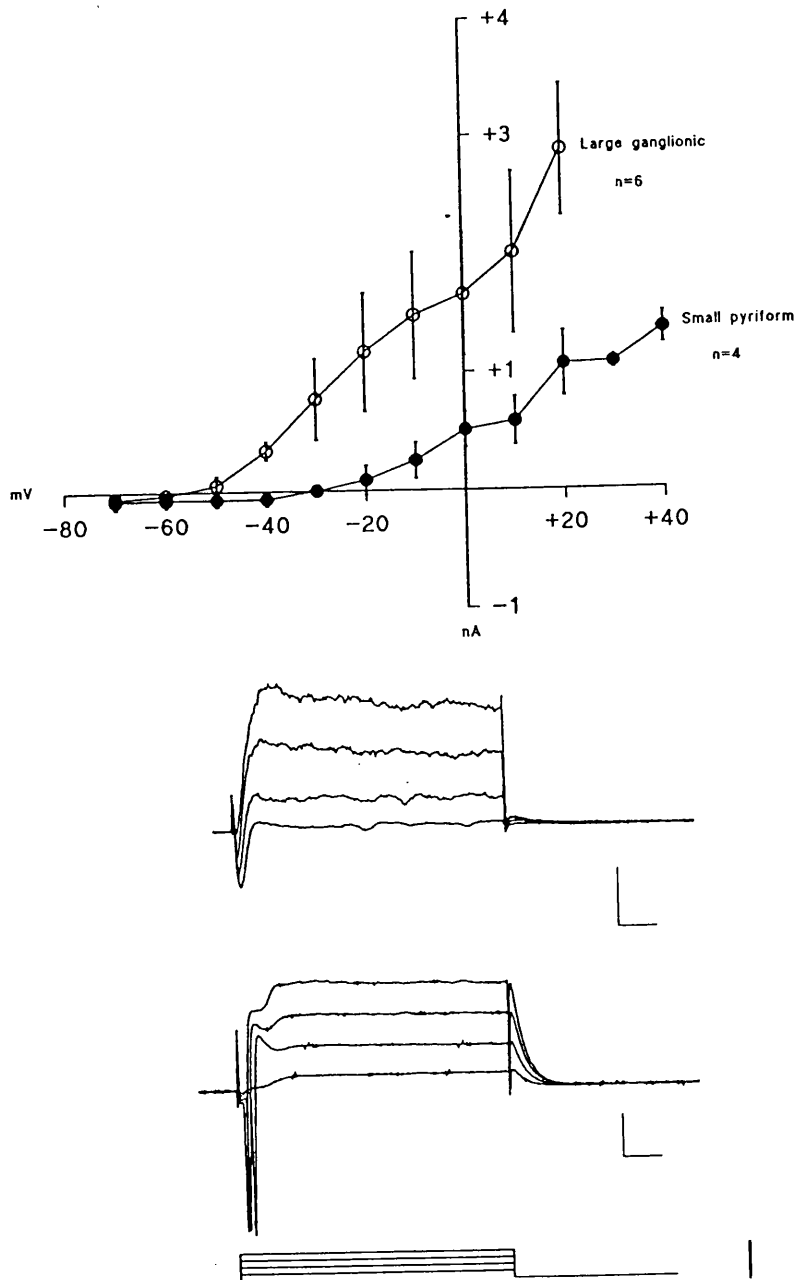 +4
+3
Large ganglionic
n=6
Small pyriform
+1
n=4
mV
-80
-60
-40
-20
+20
+40
-1
nA